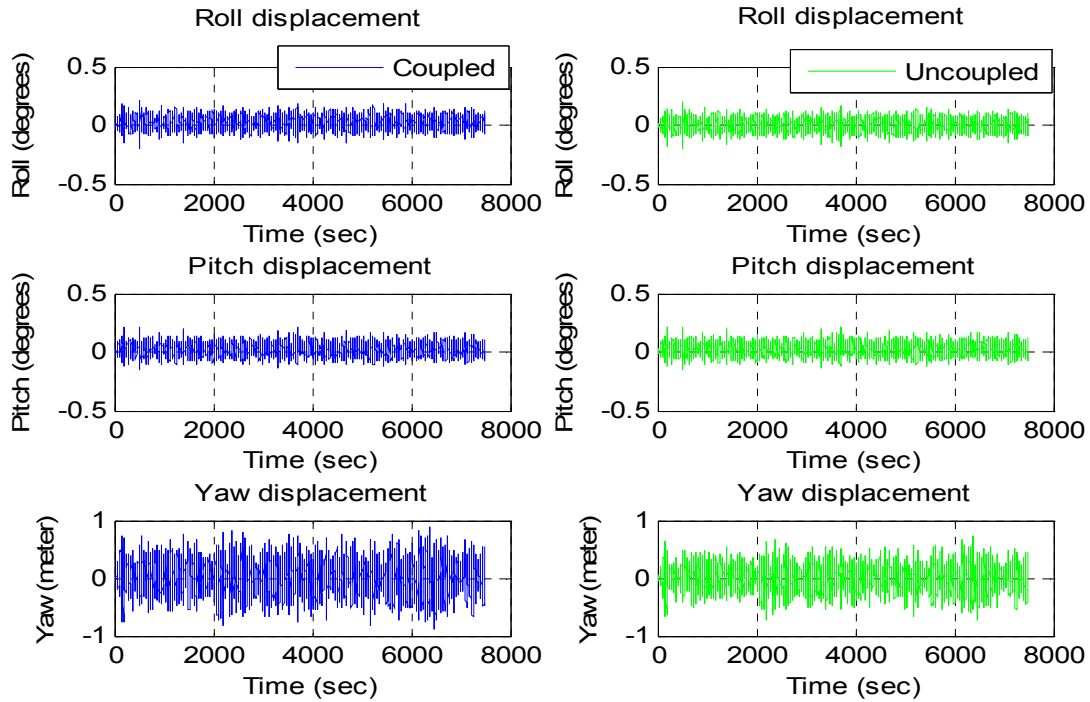 Roll displacement
Coupled
Roll (degrees)
0.5
0
-0.5
0 2000 4000 6000 8000
Time (sec)
Roll displacement
Uncoupled
Roll (degrees)
0.5
0
-0.5
0 2000 4000 6000 8000
Time (sec)
Pitch displacement
Pitch (degrees)
0.5
0
-0.5
0 2000 4000 6000 8000
Time (sec)
Pitch displacement
Pitch (degrees)
0.5
0
-0.5
0 2000 4000 6000 8000
Time (sec)
Yaw displacement
Yaw (meter)
1
0
-1
0 2000 4000 6000 8000
Time (sec)
Yaw displacement
Yaw (meter)
1
0
-1
0 2000 4000 6000 8000
Time (sec)